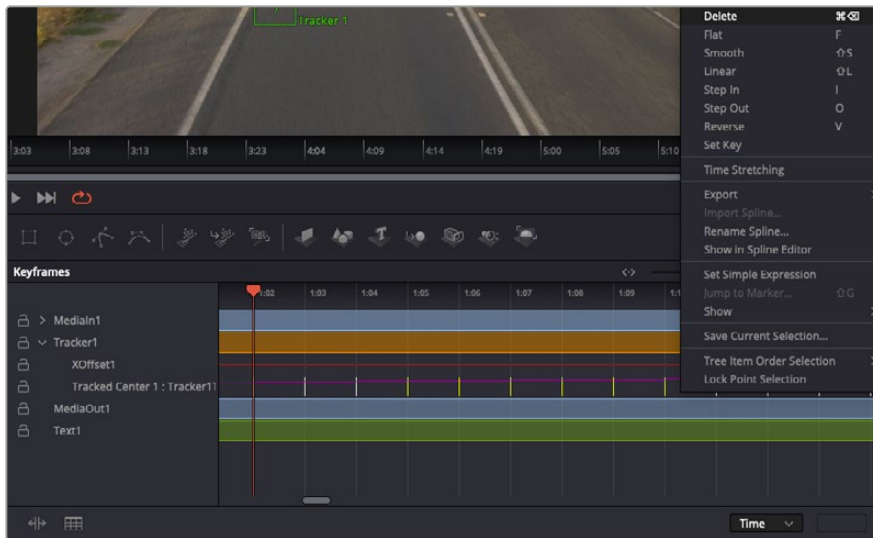 Tracker 1
3:03 3:08 3:13 3:18 3:23 4:04 4:09 4:14 4:19 5:00 5:05 5:10
Delete ⌘⌫
Flat F
Smooth ⇧S
Linear ⇧L
Step In I
Step Out O
Reverse V
Set Key
Time Stretching
Export
Import Spline...
Rename Spline...
Show in Spline Editor
Set Simple Expression
Jump to Marker... ⇧G
Show
Save Current Selection...
Tree Item Order Selection
Lock Point Selection
Keyframes
1:02 1:03 1:04 1:05 1:06 1:07 1:08 1:09
MediaIn1
Tracker1
XOffset1
Tracked Center 1 : Tracker1
MediaOut1
Text1
Time